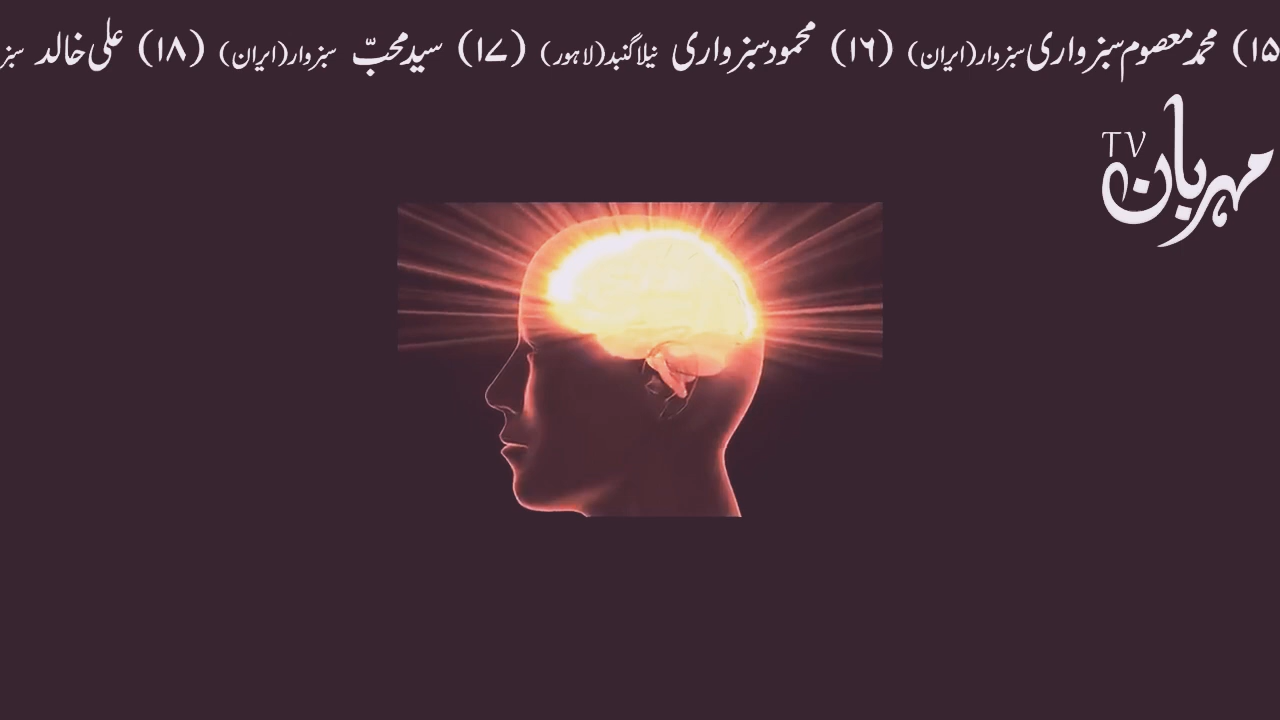 (۱۵) محمد معصوم سبزواری سبزوار (ایران) (۱۶) محمود سبزواری نیلا گنبد (لاہور) (۱۷) سید محبّ سبزوار (ایران) (۱۸) علی خالد سبز
TV
مہربان